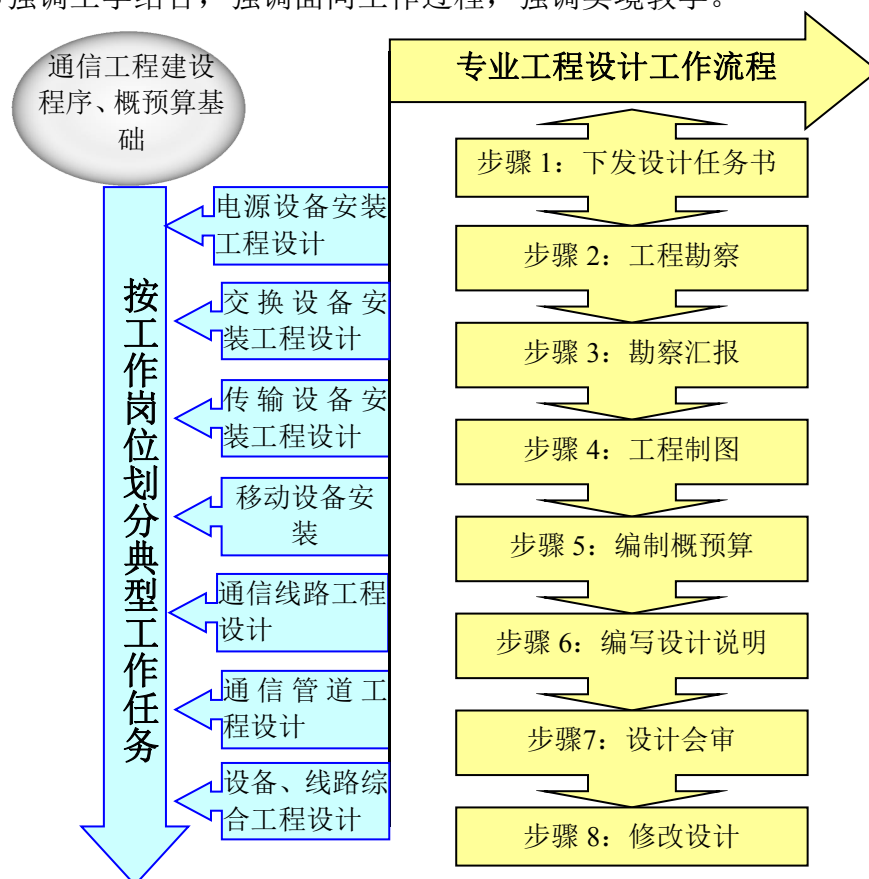 强调工学结合，强调面向工作过程，强调实境教学。
通信工程建设
程序、概预算基
础
专业工程设计工作流程
按工作岗位划分典型工作任务
电源设备安装
工程设计
交换设备安
装工程设计
传输设备安
装工程设计
移动设备安
装
通信线路工程
设计
通信管道工
程设计
设备、线路综
合工程设计
步骤 1：下发设计任务书
步骤 2：工程勘察
步骤 3：勘察汇报
步骤 4：工程制图
步骤 5：编制概预算
步骤 6：编写设计说明
步骤7：设计会审
步骤 8：修改设计